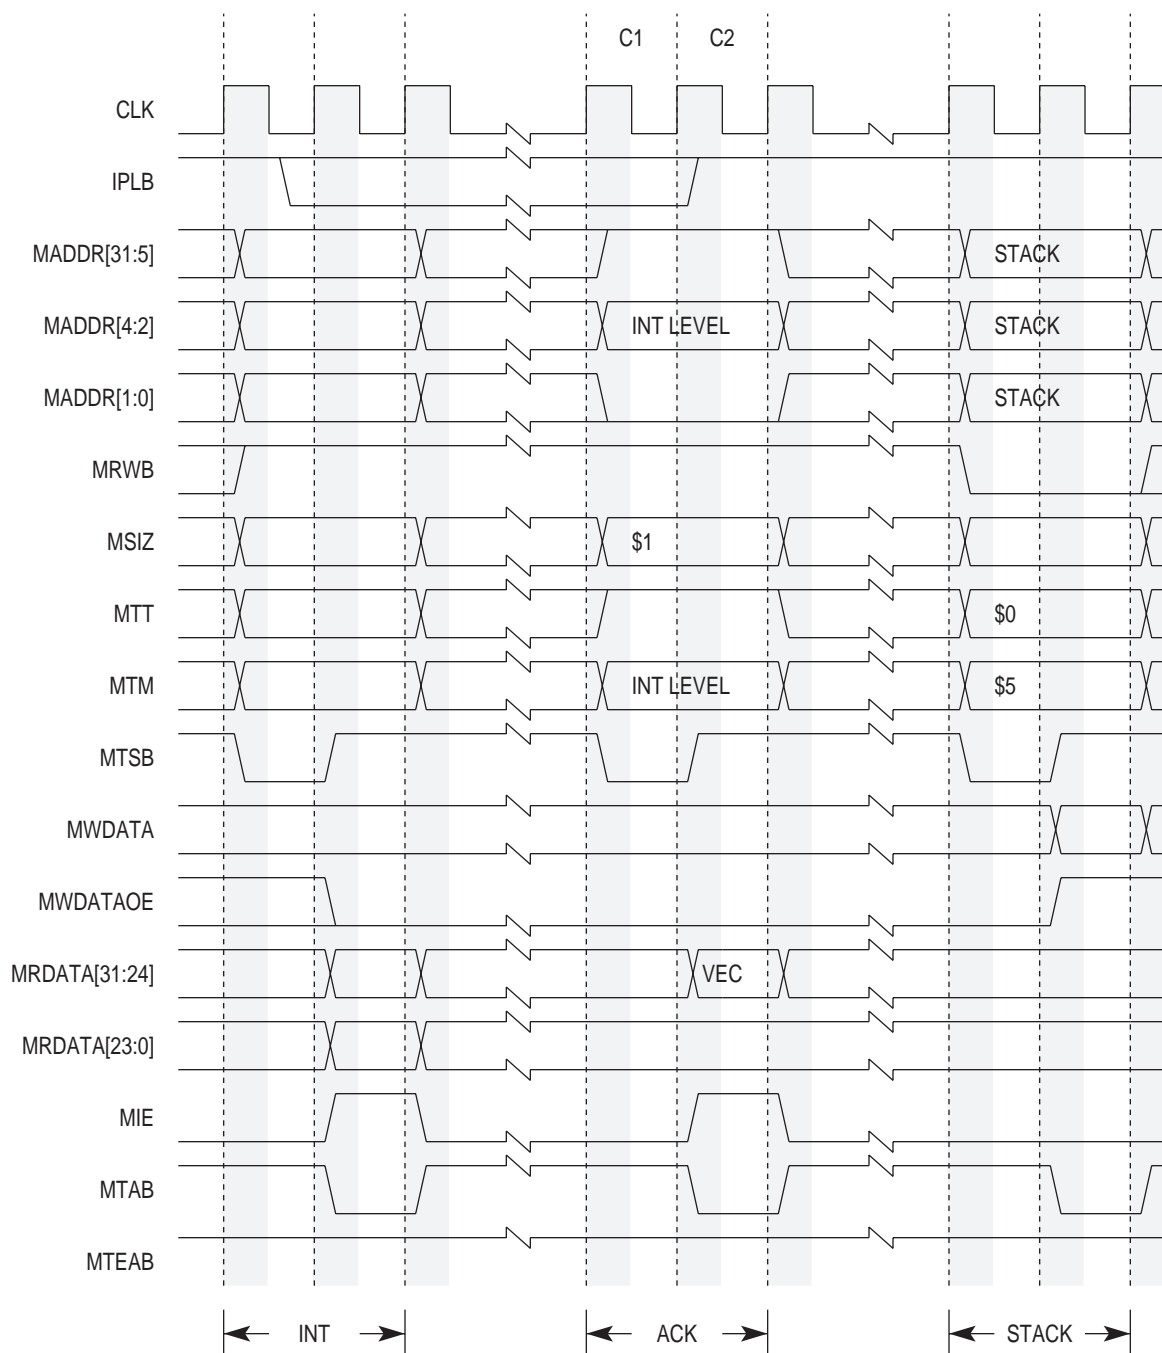 C1 C2
CLK
IPLB
MADDR[31:5] STACK
MADDR[4:2] INT LEVEL STACK
MADDR[1:0] STACK
MRWB
MSIZ $1
MTT $0
MTM INT LEVEL $5
MTSB
MWDATA
MWDATAOE
MRDATA[31:24] VEC
MRDATA[23:0]
MIE
MTAB
MTEAB
INT ACK STACK